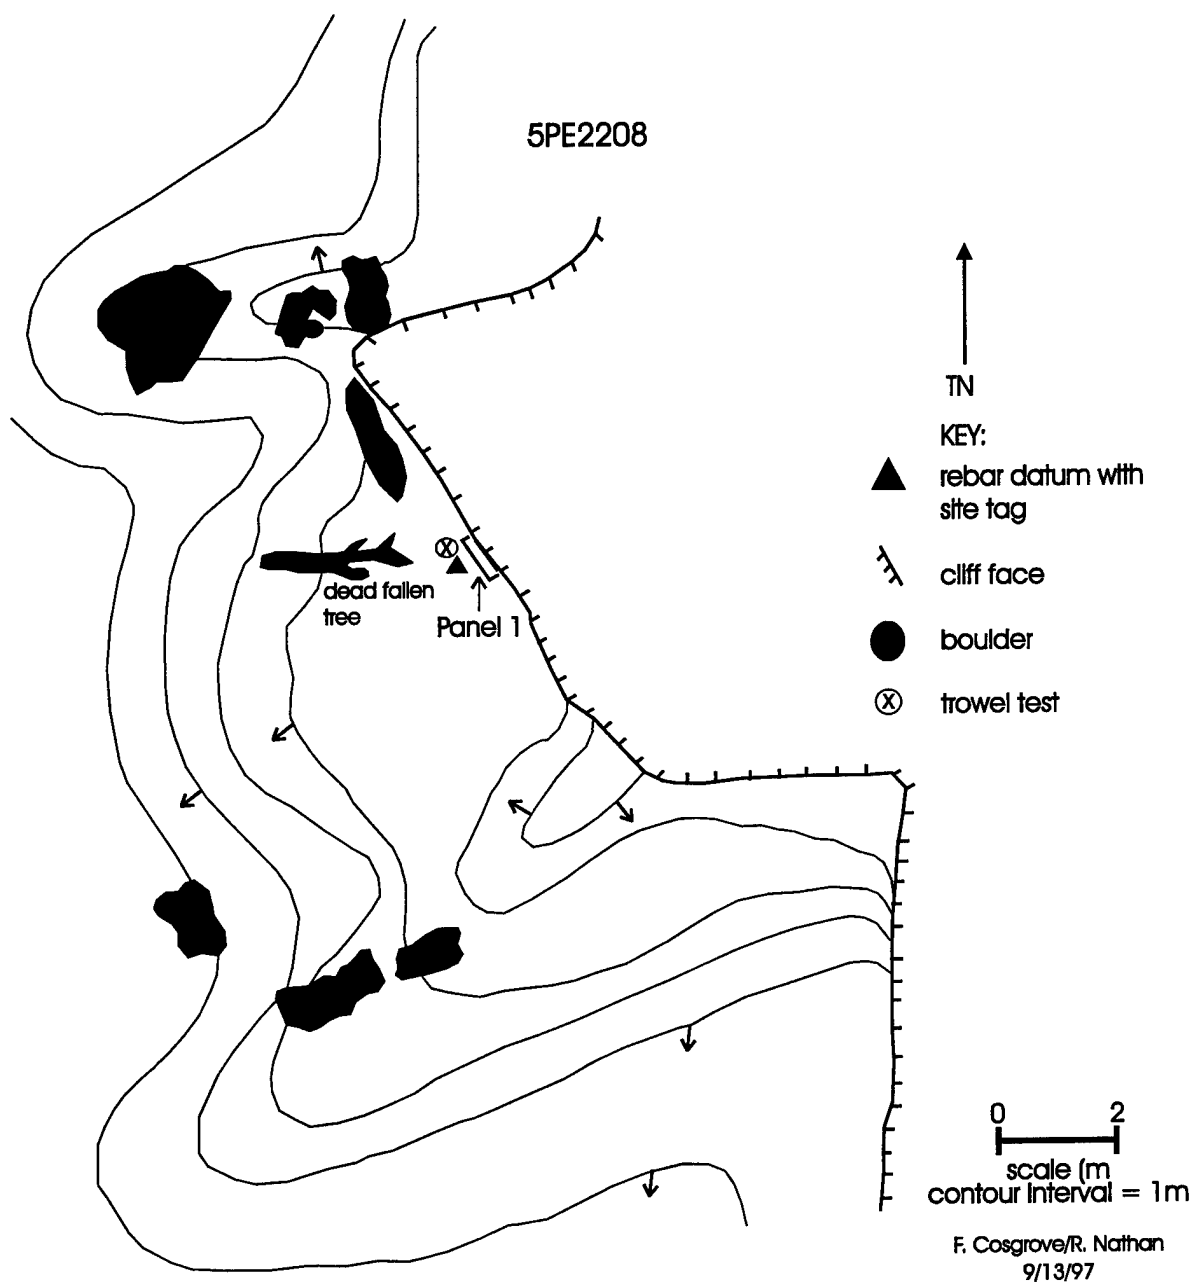 5PE2208
TN
KEY:
rebar datum with
site tag
cliff face
boulder
trowel test
dead fallen
tree
Panel 1
0 2
scale (m
contour interval = 1m
F. Cosgrove/R. Nathan
9/13/97